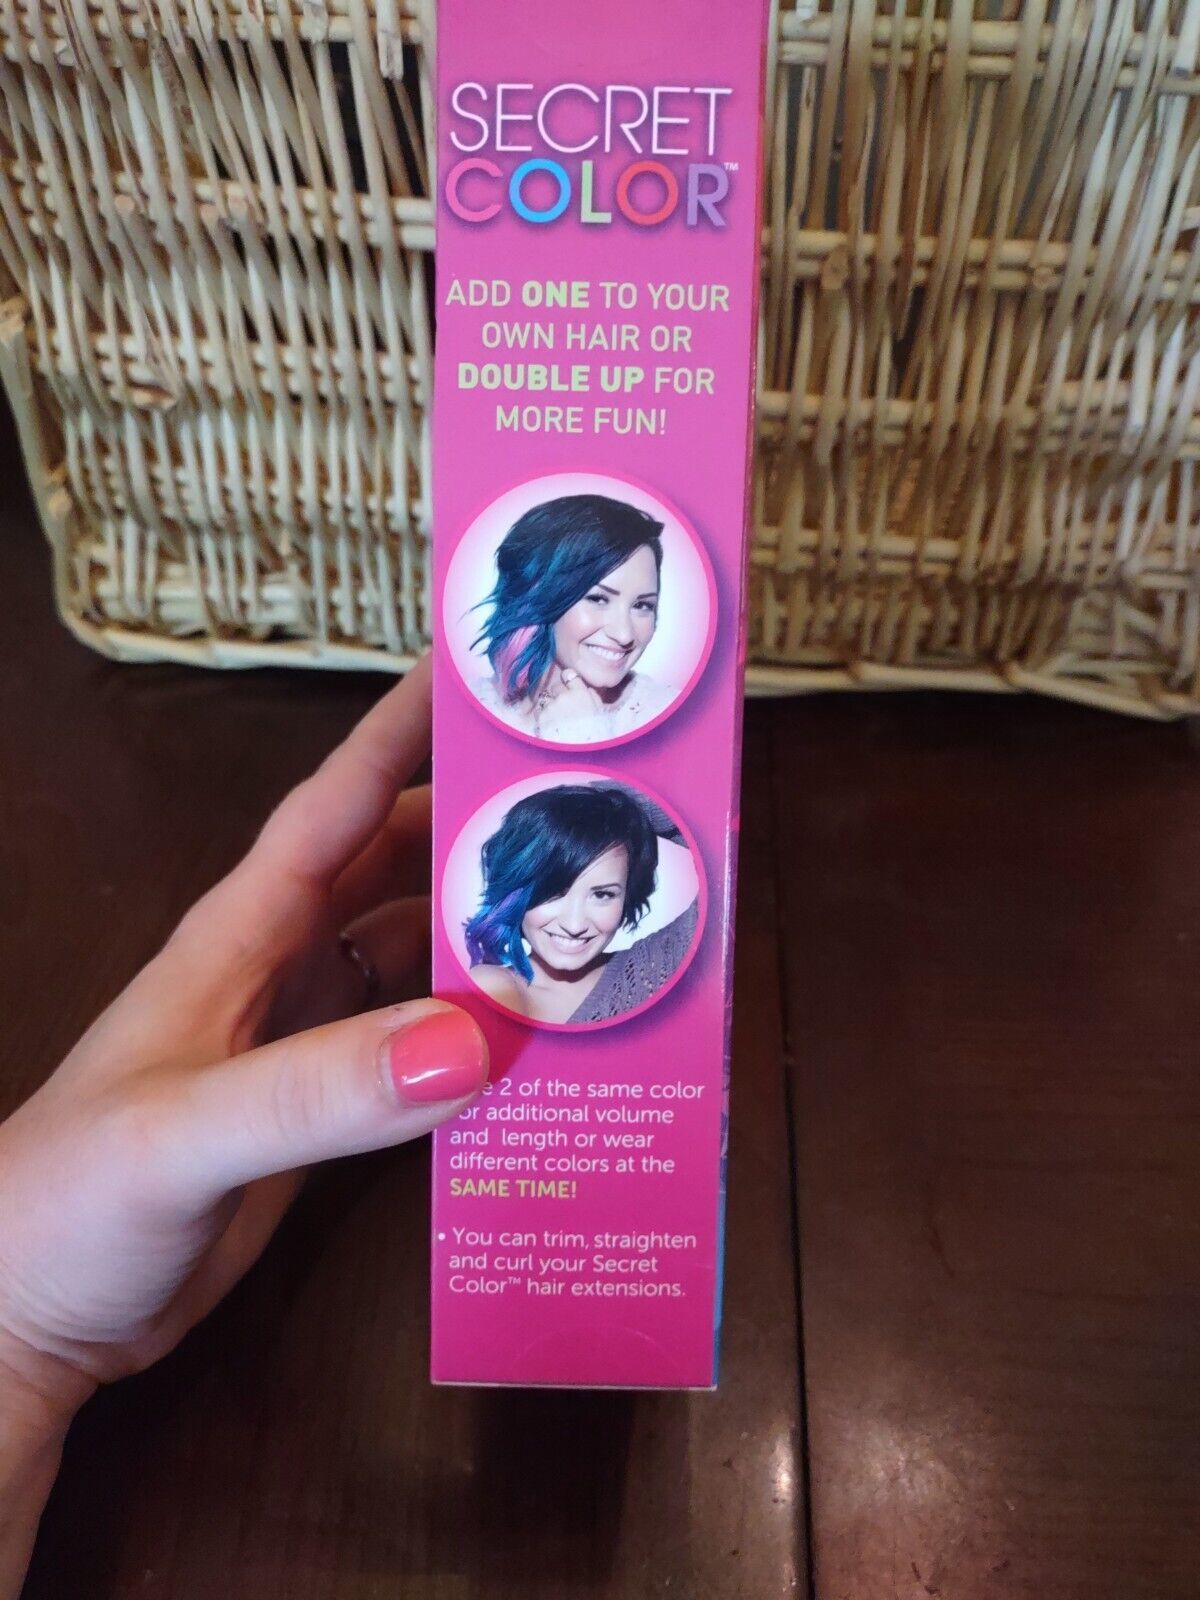 SECRET
COLOR™
ADD ONE TO YOUR
OWN HAIR OR
DOUBLE UP FOR
MORE FUN!
2 of the same color
additional volume
and length or wear
different colors at the
SAME TIME!
• You can trim, straighten
and curl your Secret
Color™ hair extensions.